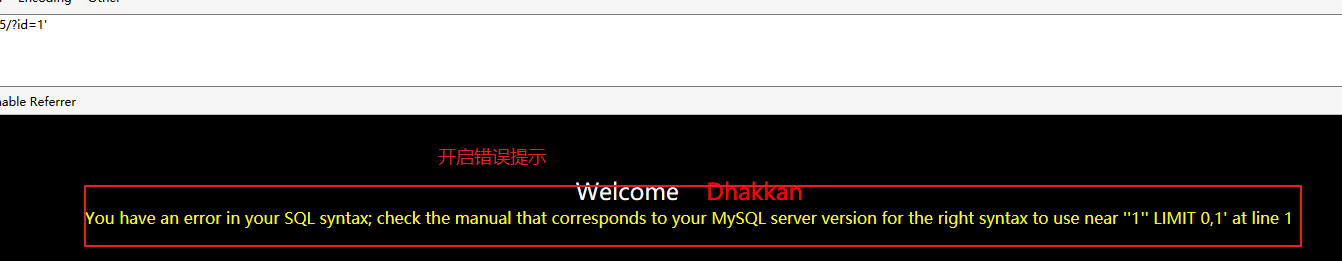 Encoding Other
5/?id=1'
able Referrer
开启错误提示
Welcome Dhakkan
You have an error in your SQL syntax; check the manual that corresponds to your MySQL server version for the right syntax to use near ''1'' LIMIT 0,1' at line 1